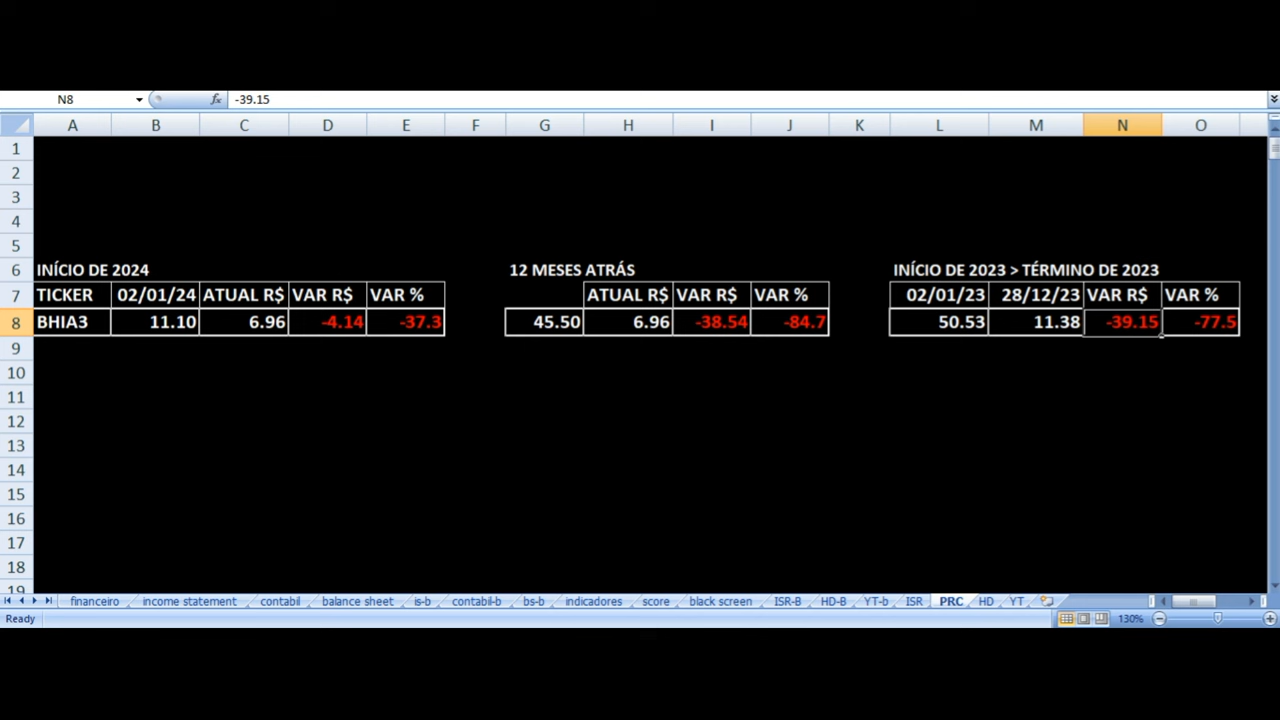 N8 fx -39.15
A B C D E F G H I J K L M N O
1
2
3
4
5
6 INÍCIO DE 2024 12 MESES ATRÁS INÍCIO DE 2023 > TÉRMINO DE 2023
7 TICKER 02/01/24 ATUAL R$ VAR R$ VAR % ATUAL R$ VAR R$ VAR % 02/01/23 28/12/23 VAR R$ VAR %
8 BHIA3 11.10 6.96 -4.14 -37.3 45.50 6.96 -38.54 -84.7 50.53 11.38 -39.15 -77.5
9
10
11
12
13
14
15
16
17
18
19
financeiro income statement contabil balance sheet is-b contabil-b bs-b indicadores score black screen ISR-B HD-B YT-b ISR PRC HD YT
Ready 130%